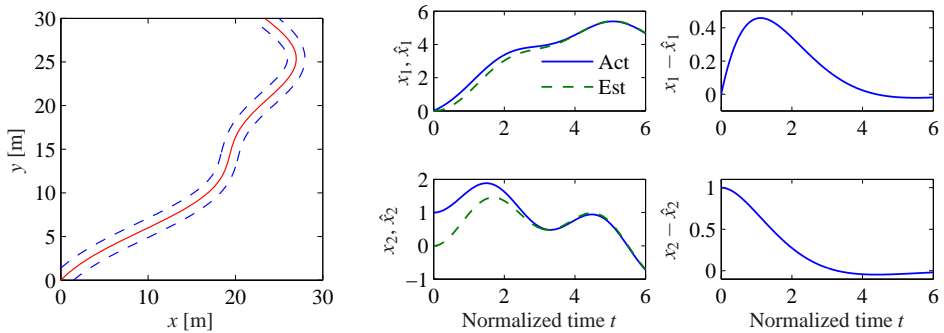 30
25
20
15
10
5
0
y [m]
0 10 20 30
x [m]
6
4
2
0
x₁, x̂₁
Act
Est
0 2 4 6
0.4
0.2
0
x₁ − x̂₁
0 2 4 6
2
1
0
−1
x₂, x̂₂
0 2 4 6
Normalized time t
1
0.5
0
x₂ − x̂₂
0 2 4 6
Normalized time t